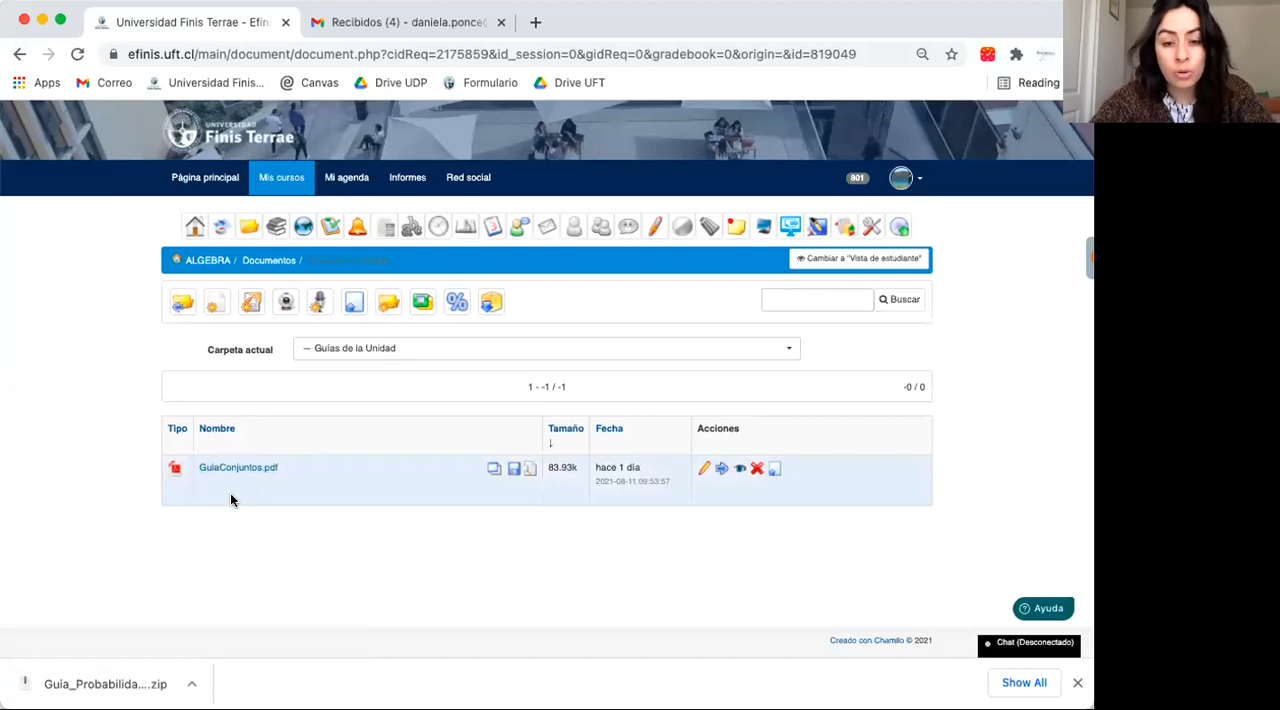 Universidad Finis Terrae - Efini
Recibidos (4) - daniela.ponce@
efinis.uft.cl/main/document/document.php?cidReq=217559&id_session=0&gidReq=0&gradebook=0&origin=&id=819049
Apps
Correo
Universidad Finis...
Canvas
Drive UDP
Formulario
Drive UFT
Reading
UNIVERSIDAD
Finis Terrae
Página principal
Mis cursos
Mi agenda
Informes
Red social
801
ALGEBRA / Documentos /
Cambiar a "Vista de estudiante"
Buscar
Carpeta actual
— Guías de la Unidad
1 - -1 / -1
-0 / 0
Tipo
Nombre
Tamaño ↓
Fecha
Acciones
GuiaConjuntos.pdf
83.93k
hace 1 día
2021-08-11 09:53:57
Ayuda
Creado con Chamilo © 2021
Chat (Desconectado)
Guia_Probabilida....zip
Show All